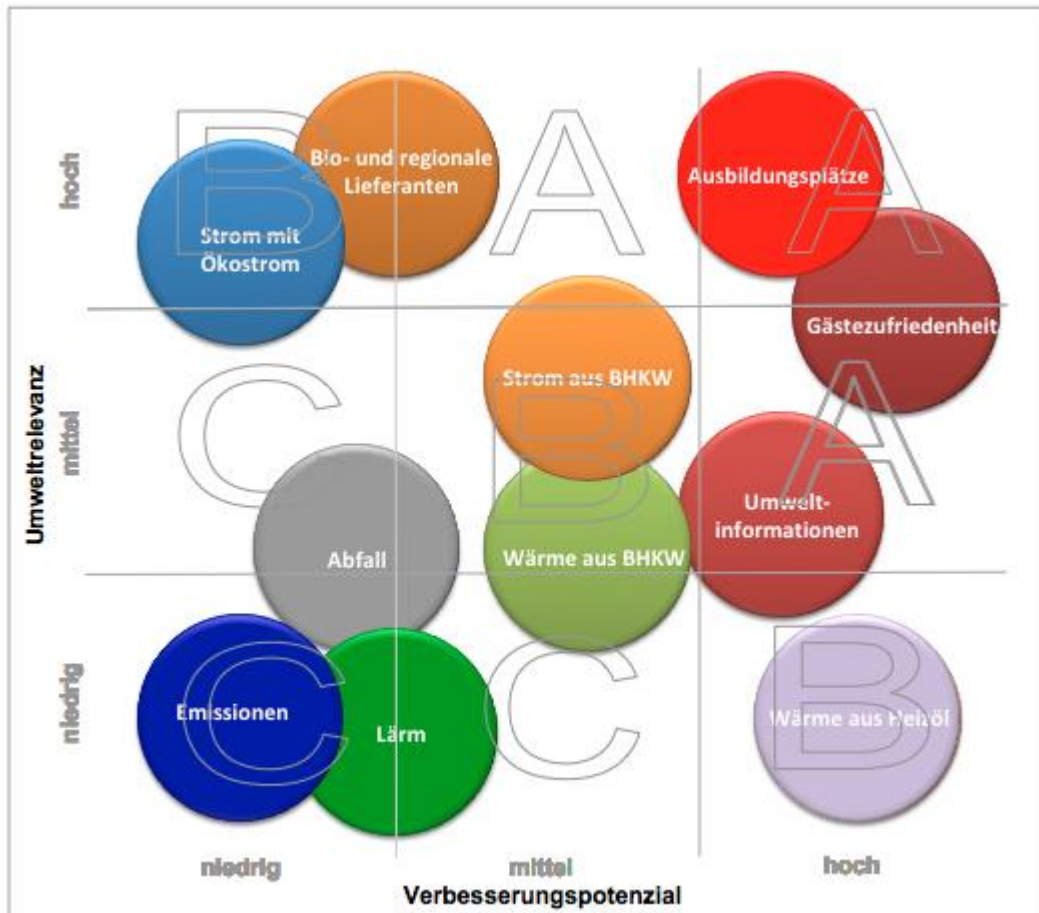 Umweltrelevanz
hoch
B
A
A
Bio- und regionale
Lieferanten
Ausbildungsplätze
Strom mit
Ökostrom
Gästezufriedenheit
mittel
C
B
A
Strom aus BHKW
Umwelt-
informationen
Abfall
Wärme aus BHKW
niedrig
C
C
B
Emissionen
Lärm
Wärme aus Heizöl
niedrig
mittel
hoch
Verbesserungspotenzial